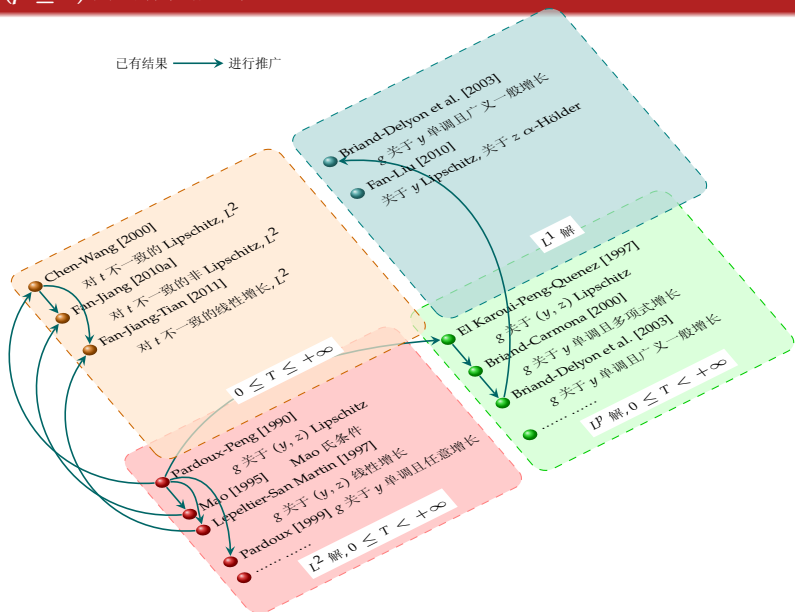 已有结果 进行推广
Briand-Delyon et al. [2003]
g 关于 y 单调且广义一般增长
Fan-Liu [2010]
关于 y Lipschitz, 关于 z α-Hölder
L¹ 解
Chen-Wang [2000]
对 t 不一致的 Lipschitz, L²
Fan-Jiang [2010a]
对 t 不一致的非 Lipschitz, L²
Fan-Jiang-Tian [2011]
对 t 不一致的线性增长, L²
0 ≤ T ≤ +∞
El Karoui-Peng-Quenez [1997]
g 关于 (y, z) Lipschitz
Briand-Carmona [2000]
g 关于 y 单调且多项式增长
Briand-Delyon et al. [2003]
g 关于 y 单调且广义一般增长
… …
Lᵖ 解, 0 ≤ T < +∞
Pardoux-Peng [1990]
g 关于 (y, z) Lipschitz
Mao [1995] Mao 氏条件
Lepeltier-San Martin [1997]
g 关于 (y, z) 线性增长
Pardoux [1999] g 关于 y 单调且任意增长
… … … …
L² 解, 0 ≤ T < +∞